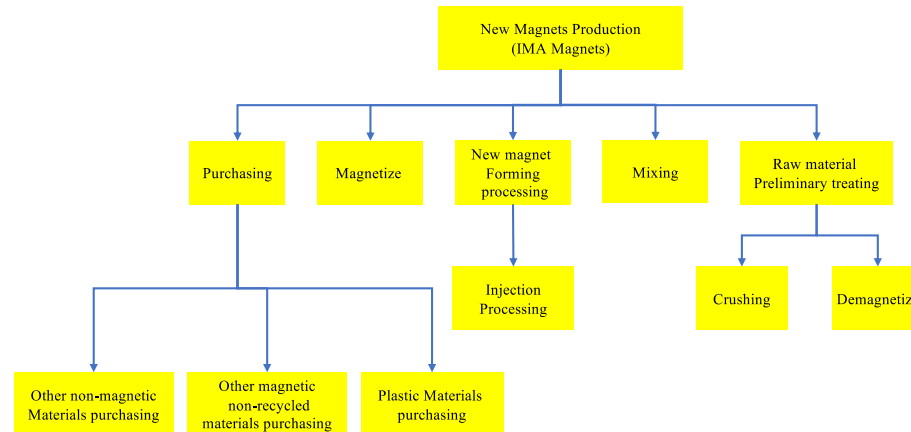 New Magnets Production
(IMA Magnets)
Purchasing
Magnetize
New magnet
Forming
processing
Mixing
Raw material
Preliminary treating
Injection
Processing
Crushing
Demagnetiz
Other non-magnetic
Materials purchasing
Other magnetic
non-recycled
materials purchasing
Plastic Materials
purchasing